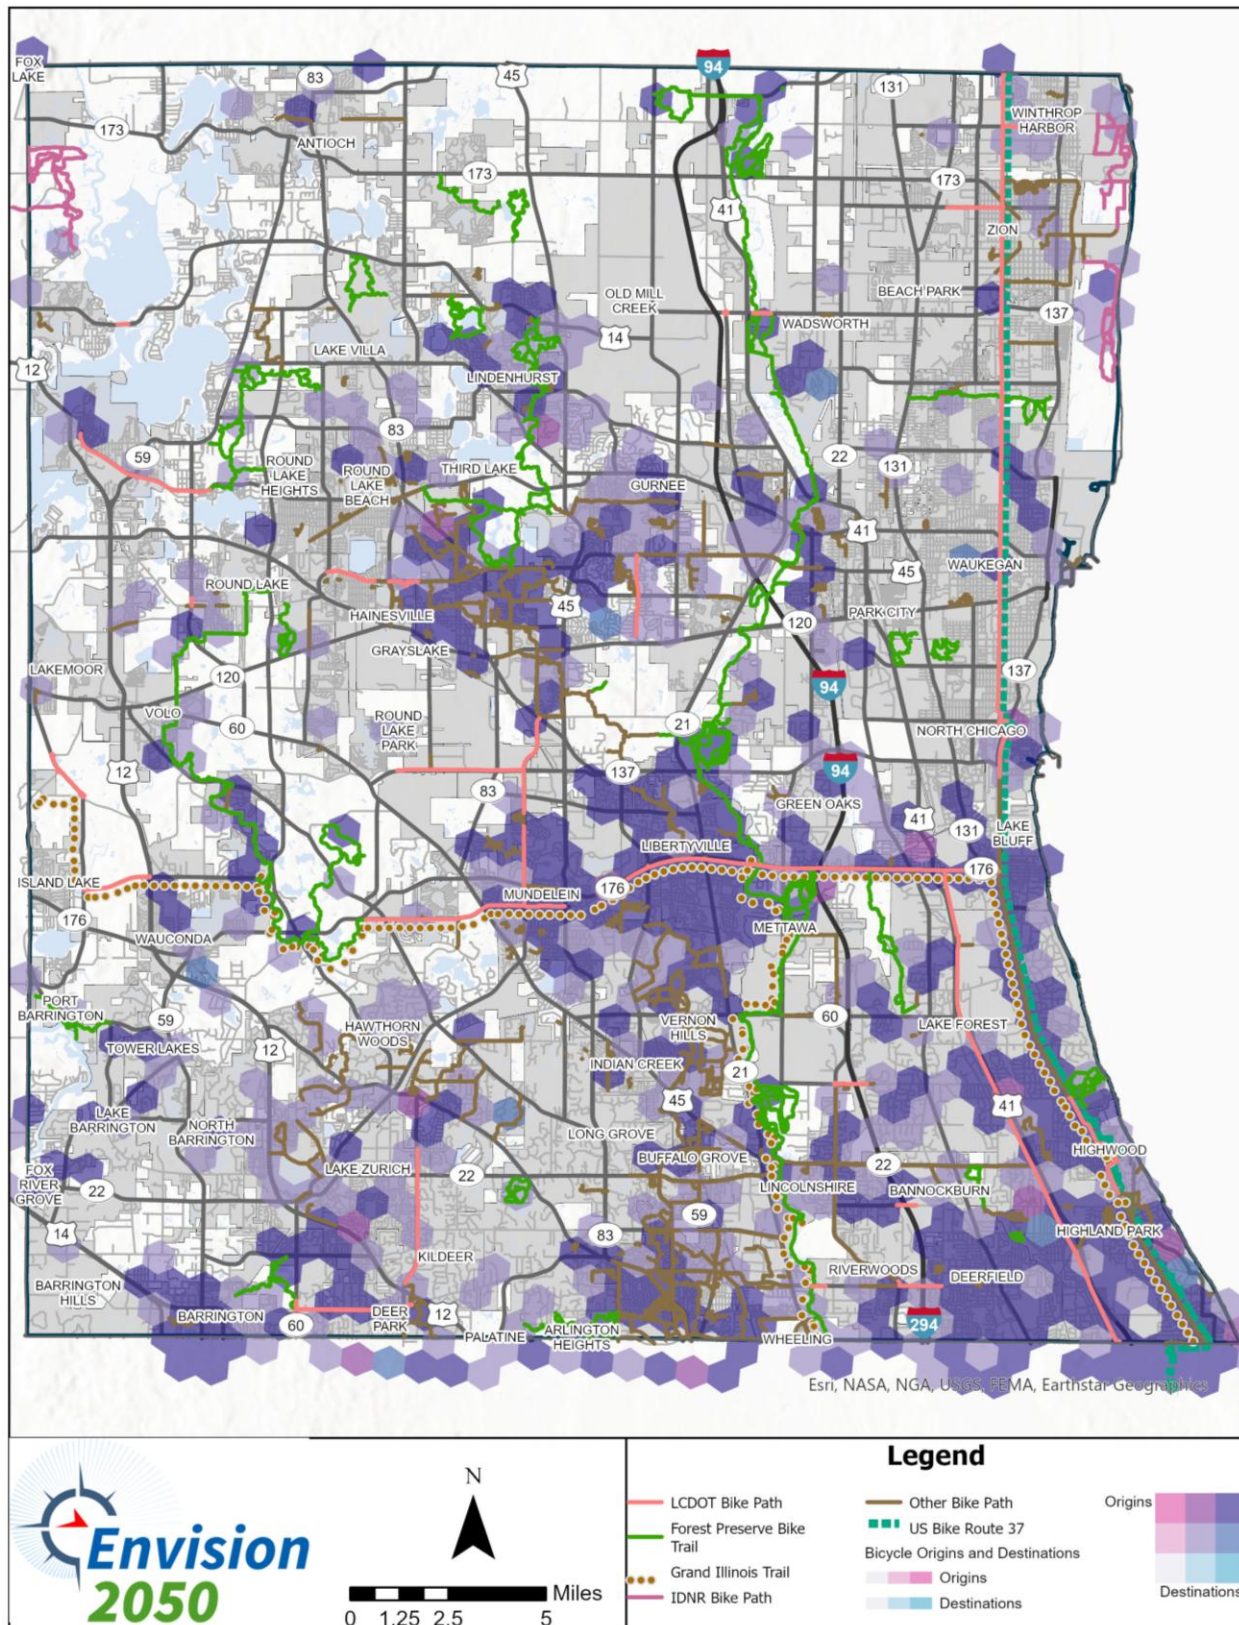 FOX
LAKE
83
45
94
131
WINTHROP
HARBOR
173
ANTIOCH
173
173
41
ZION
OLD MILL
CREEK
BEACH PARK
137
WADSWORTH
14
LAKE VILLA
12
LINDENHURST
83
59
ROUND
LAKE
HEIGHTS
ROUND
LAKE
BEACH
THIRD LAKE
GURNEE
22
131
41
45
WAUKEGAN
ROUND LAKE
HAINESVILLE
45
PARK CITY
120
GRAYSLAKE
LAKEMOOR
120
94
137
VOLO
60
ROUND
LAKE
PARK
21
NORTH CHICAGO
12
137
94
83
GREEN OAKS
41
131
LAKE
BLUFF
LIBERTYVILLE
176
ISLAND LAKE
MUNDELEIN
176
176
METTAWA
WAUCONDA
PORT
BARRINGTON
59
HAWTHORN
WOODS
VERNON
HILLS
60
LAKE FOREST
TOWER LAKES
12
INDIAN CREEK
21
45
41
LAKE
BARRINGTON
NORTH
BARRINGTON
LONG GROVE
HIGHWOOD
BUFFALO GROVE
LAKE ZURICH
22
22
FOX
RIVER
GROVE
22
LINCOLNSHIRE
BANNOCKBURN
14
59
83
HIGHLAND PARK
KILDEER
RIVERWOODS
DEERFIELD
BARRINGTON
HILLS
BARRINGTON
60
DEER
PARK
12
PALATINE
ARLINGTON
HEIGHTS
WHEELING
294
Esri, NASA, NGA, USGS, FEMA, Earthstar Geographics
Envision
2050
N
Miles
0 1.25 2.5 5
Legend
LCDOT Bike Path
Forest Preserve Bike
Trail
Grand Illinois Trail
IDNR Bike Path
Other Bike Path
US Bike Route 37
Bicycle Origins and Destinations
Origins
Destinations
Origins
Destinations